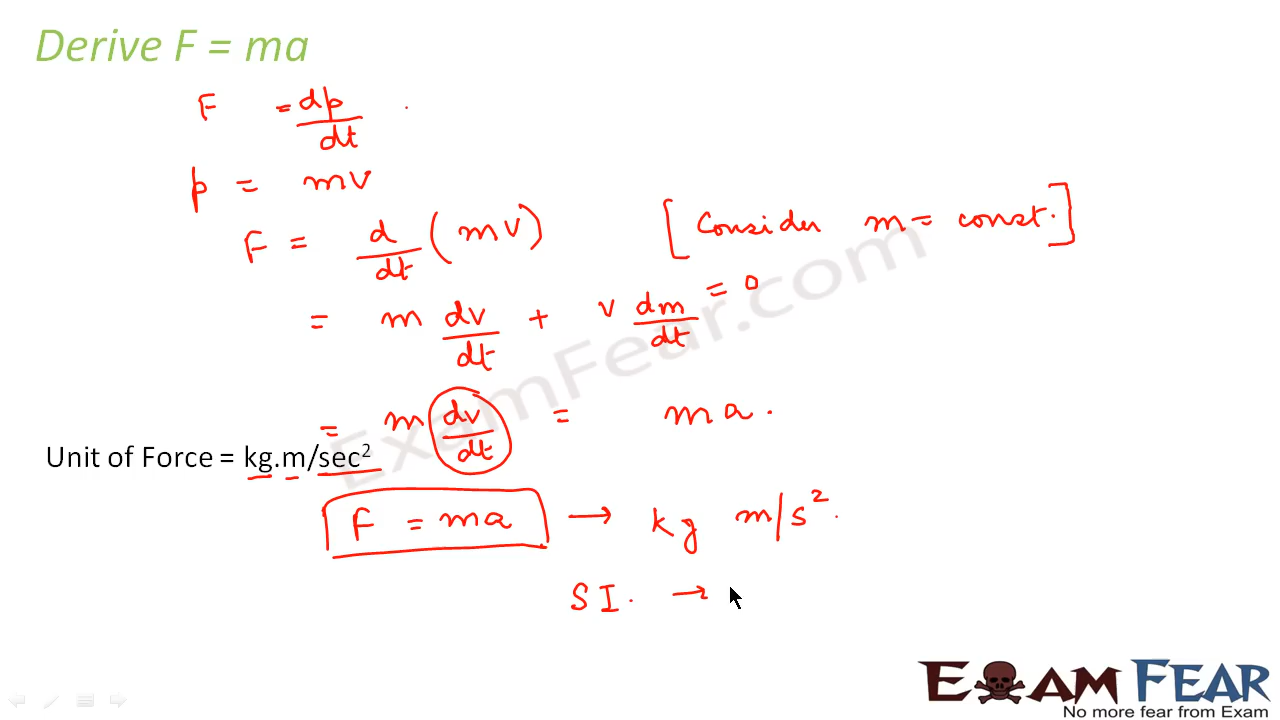 Derive F = ma
F = dp/dt
p = mv
F = d/dt (mv) [Consider m = const.]
= m dv/dt + v dm/dt = 0
= m dv/dt = ma.
Unit of Force = kg.m/sec²
F = ma → kg m/s².
SI. →
ExamFear.com
EXAM FEAR
No more fear from Exam